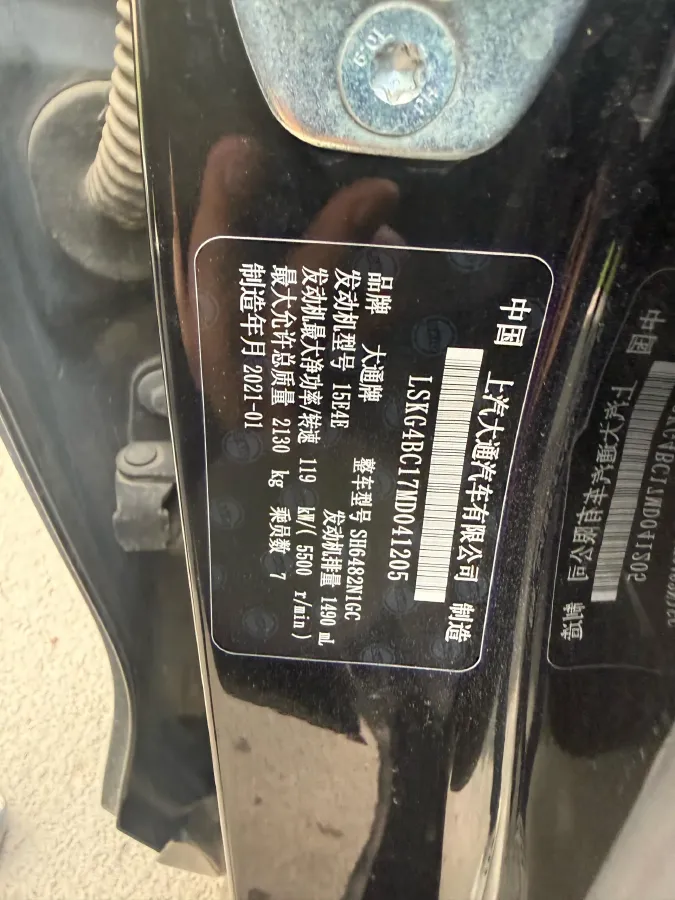 中国 上汽大通汽车有限公司 制造
LSKG4BC17MD041205
品牌 大通牌 整车型号 SH6482N1GC
发动机型号 15E4E 发动机排量 1490 mL
发动机最大净功率/转速 119 kW/( 5500 r/min)
最大允许总质量 2130 kg 乘员数 7
制造年月 2021-01
10.9